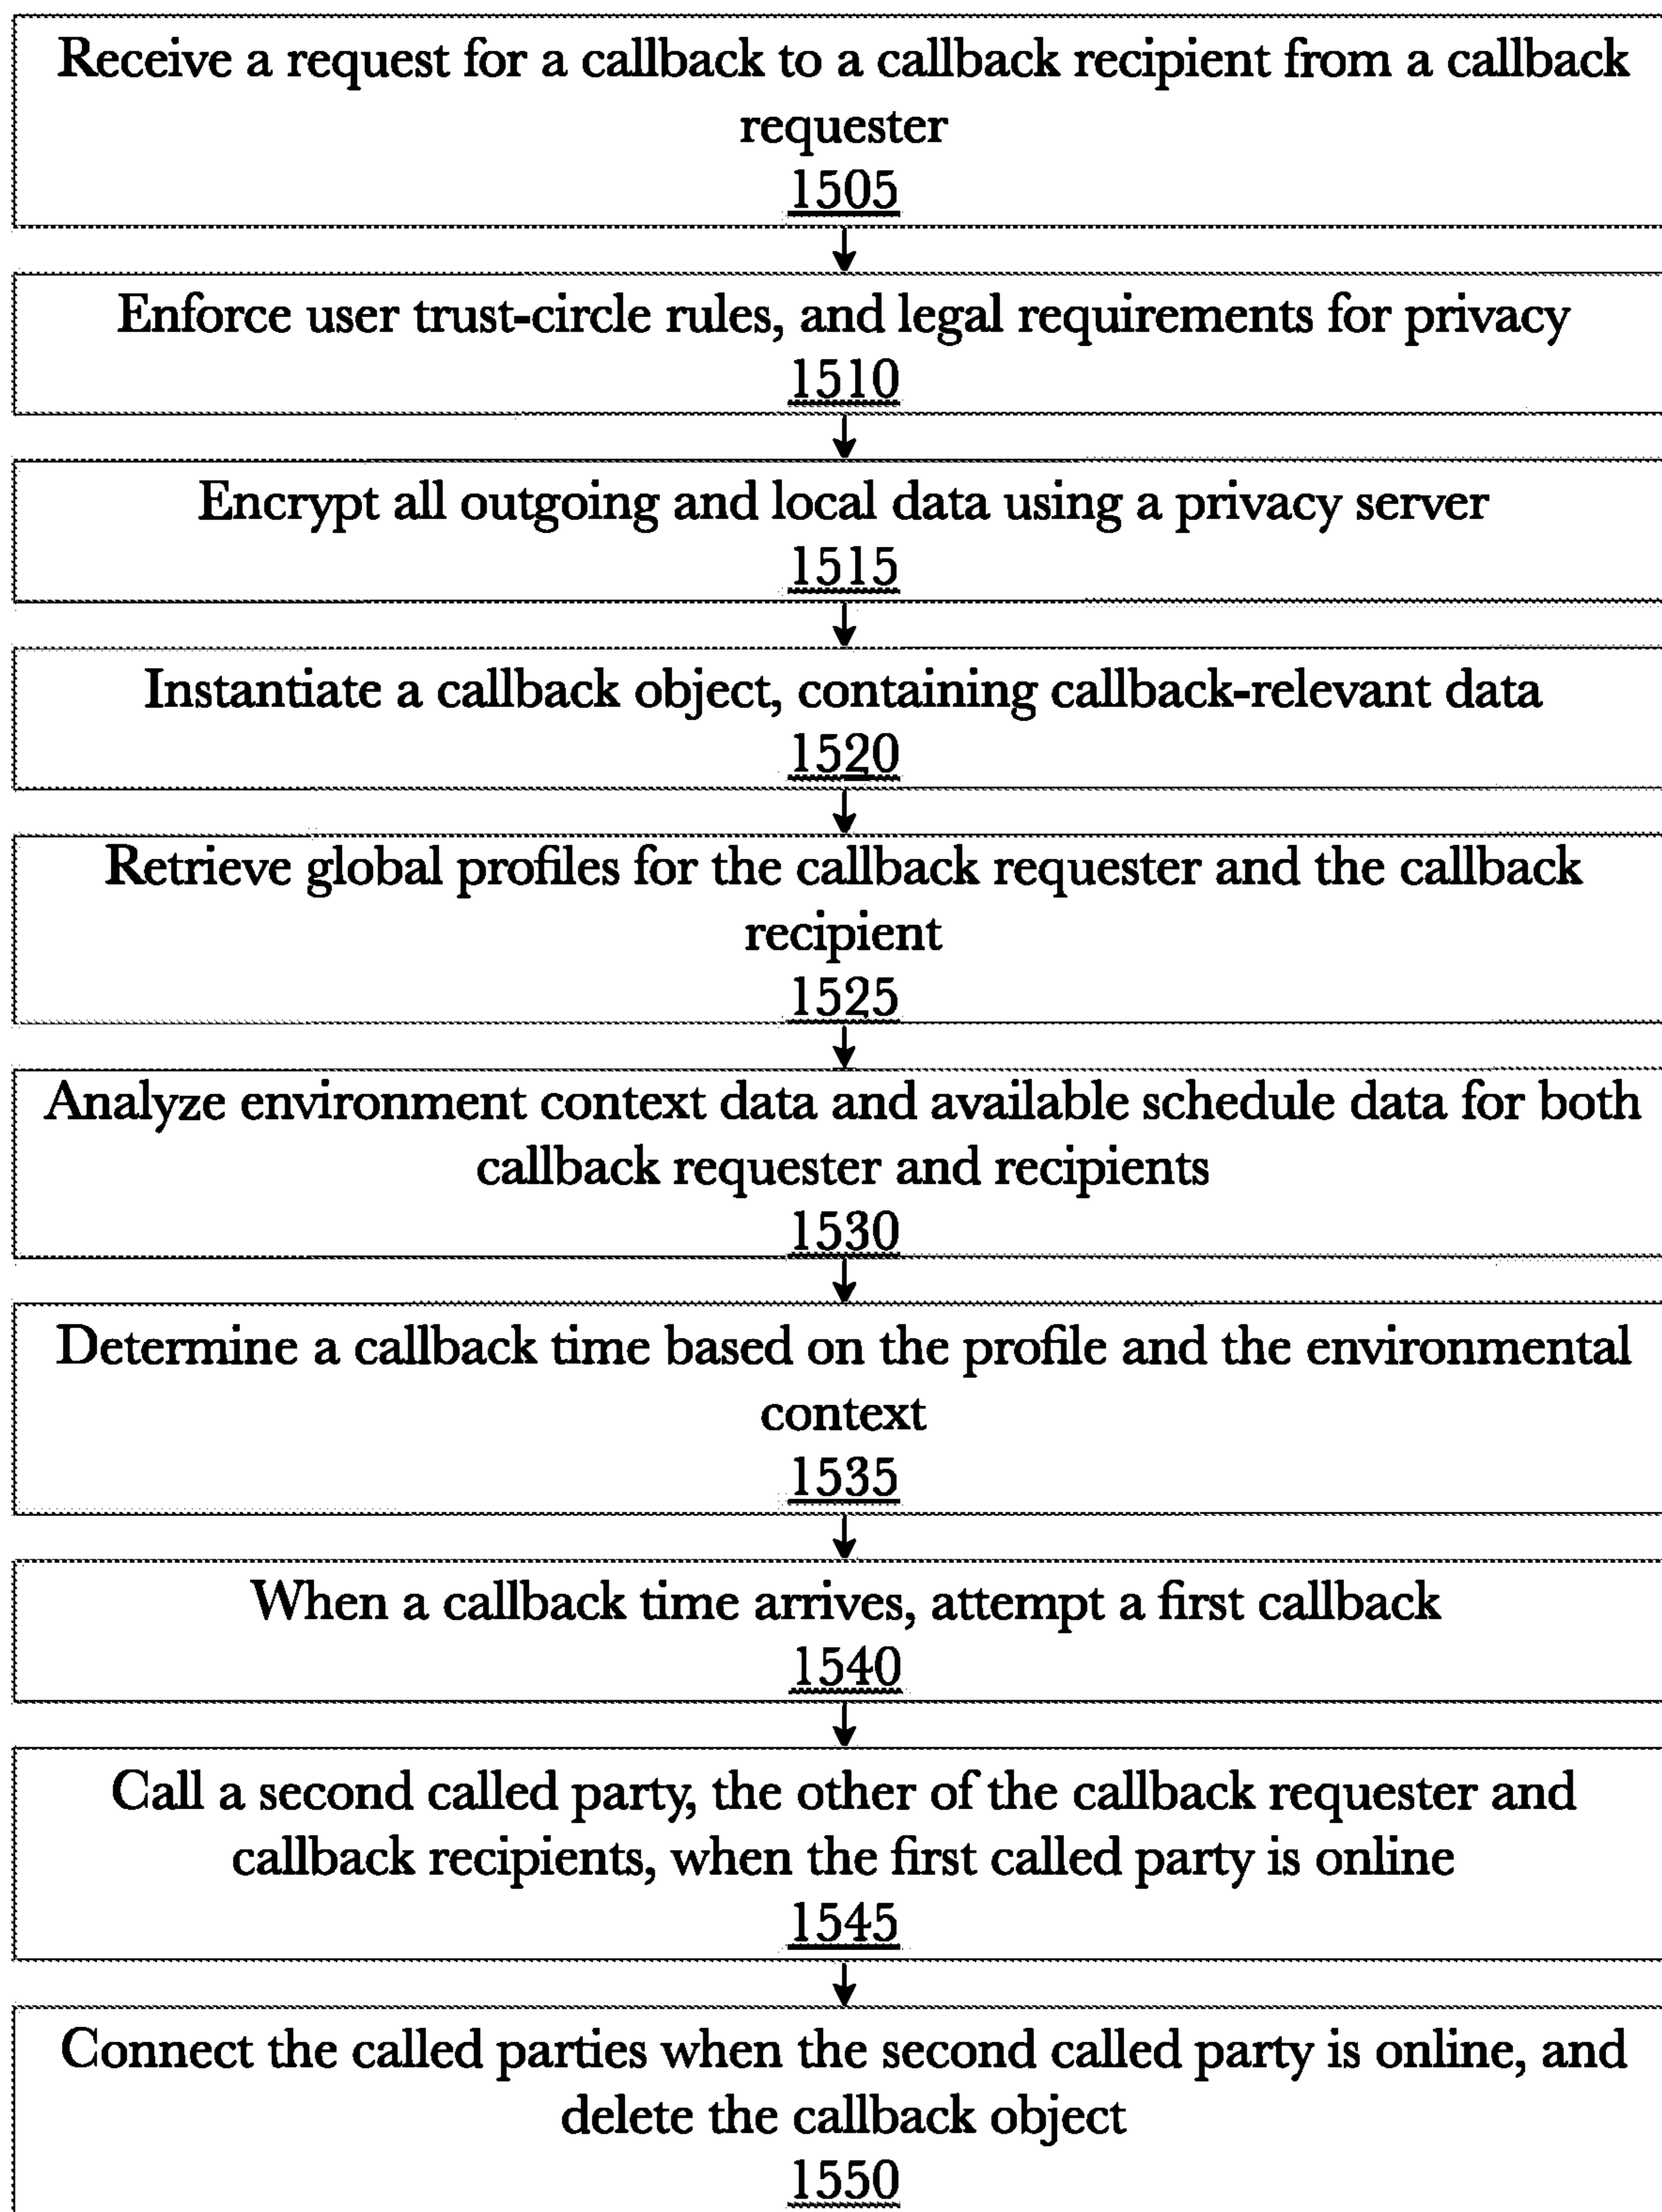 Receive a request for a callback to a callback recipient from a callback
requester
1505
Enforce user trust-circle rules, and legal requirements for privacy
1510
Encrypt all outgoing and local data using a privacy server
1515
Instantiate a callback object, containing callback-relevant data
1520
Retrieve global profiles for the callback requester and the callback
recipient
1525
Analyze environment context data and available schedule data for both
callback requester and recipients
1530
Determine a callback time based on the profile and the environmental
context
1535
When a callback time arrives, attempt a first callback
1540
Call a second called party, the other of the callback requester and
callback recipients, when the first called party is online
1545
Connect the called parties when the second called party is online, and
delete the callback object
1550